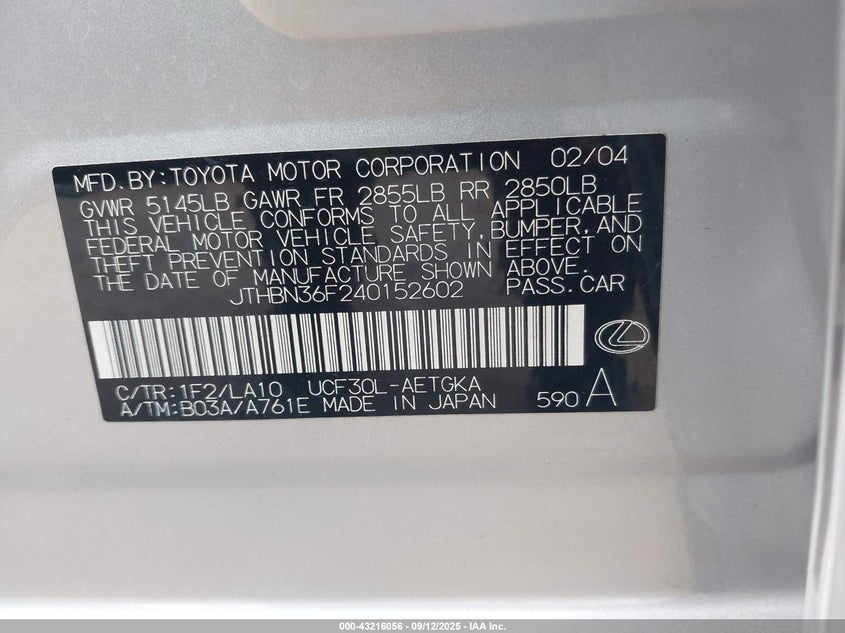 MFD.BY:TOYOTA MOTOR CORPORATION 02/04
GVWR 5145LB GAWR FR 2855LB RR 2850LB
THIS VEHICLE CONFORMS TO ALL APPLICABLE
FEDERAL MOTOR VEHICLE SAFETY,BUMPER,AND
THEFT PREVENTION STANDARDS IN EFFECT ON
THE DATE OF MANUFACTURE SHOWN ABOVE.
JTHBN36F240152602 PASS.CAR
C/TR:1F2/LA10 UCF30L-AETGKA
A/TM:B03A/A761E MADE IN JAPAN 590 A
000-43216056 - 09/12/2025 - IAA Inc.